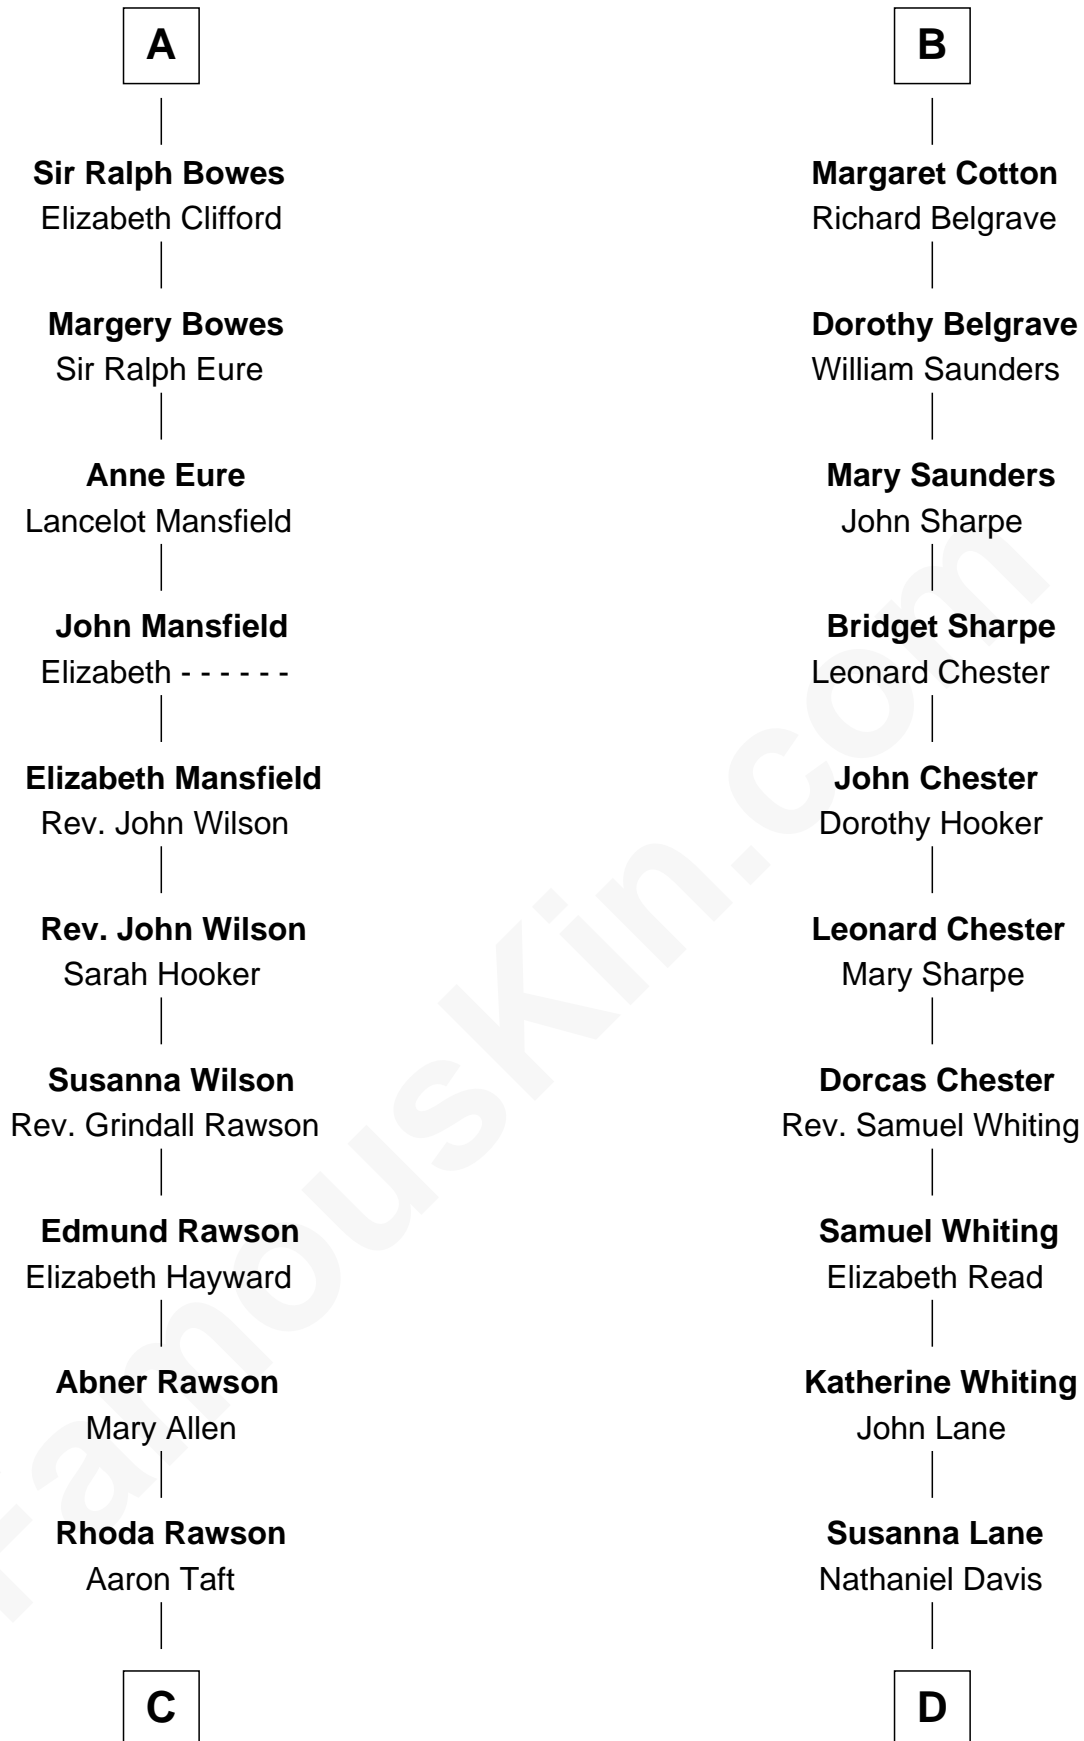 A
Sir Ralph Bowes
Elizabeth Clifford
Margery Bowes
Sir Ralph Eure
Anne Eure
Lancelot Mansfield
John Mansfield
Elizabeth - - - - - -
Elizabeth Mansfield
Rev. John Wilson
Rev. John Wilson
Sarah Hooker
Susanna Wilson
Rev. Grindall Rawson
Edmund Rawson
Elizabeth Hayward
Abner Rawson
Mary Allen
Rhoda Rawson
Aaron Taft
C
B
Margaret Cotton
Richard Belgrave
Dorothy Belgrave
William Saunders
Mary Saunders
John Sharpe
Bridget Sharpe
Leonard Chester
John Chester
Dorothy Hooker
Leonard Chester
Mary Sharpe
Dorcas Chester
Rev. Samuel Whiting
Samuel Whiting
Elizabeth Read
Katherine Whiting
John Lane
Susanna Lane
Nathaniel Davis
D
FamousKin.com